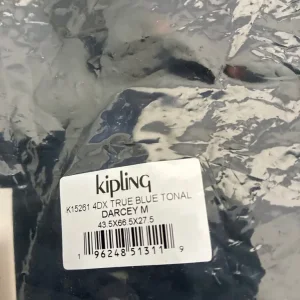 kipling
K15261 4DX TRUE BLUE TONAL
DARCEY M
43.5X66.5X27.5
1 96248 51311 9